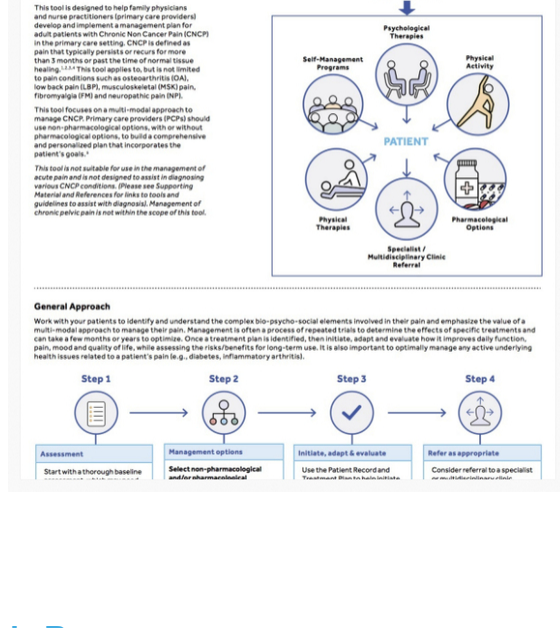 This tool is designed to help family physicians
and nurse practitioners (primary care providers)
develop and implement a management plan for
adult patients with Chronic Non Cancer Pain (CNCP)
in the primary care setting. CNCP is defined as
pain that typically persists or recurs for more
than 3 months or past the time of normal tissue
healing.¹,²,³,⁴ This tool applies to, but is not limited
to pain conditions such as osteoarthritis (OA),
low back pain (LBP), musculoskeletal (MSK) pain,
fibromyalgia (FM) and neuropathic pain (NP).
This tool focuses on a multi-modal approach to
manage CNCP. Primary care providers (PCPs) should
use non-pharmacological options, with or without
pharmacological options, to build a comprehensive
and personalized plan that incorporates the
patient's goals.⁵
This tool is not suitable for use in the management of
acute pain and is not designed to assist in diagnosing
various CNCP conditions. (Please see Supporting
Material and References for links to tools and
guidelines to assist with diagnosis). Management of
chronic pelvic pain is not within the scope of this tool.
Psychological
Therapies
Self-Management
Programs
Physical
Activity
PATIENT
Physical
Therapies
Pharmacological
Options
Specialist /
Multidisciplinary Clinic
Referral
General Approach
Work with your patients to identify and understand the complex bio-psycho-social elements involved in their pain and emphasize the value of a
multi-modal approach to manage their pain. Management is often a process of repeated trials to determine the effects of specific treatments and
can take a few months or years to optimize. Once a treatment plan is identified, then initiate, adapt and evaluate how it improves daily function,
pain, mood and quality of life, while assessing the risks/benefits for long-term use. It is also important to optimally manage any active underlying
health issues related to a patient's pain (e.g., diabetes, inflammatory arthritis).
Step 1
Step 2
Step 3
Step 4
Assessment
Management options
Initiate, adapt & evaluate
Refer as appropriate
Start with a thorough baseline
Select non-pharmacological
and/or pharmacological
Use the Patient Record and
Treatment Plan to help initiate
Consider referral to a specialist
or multidisciplinary clinic